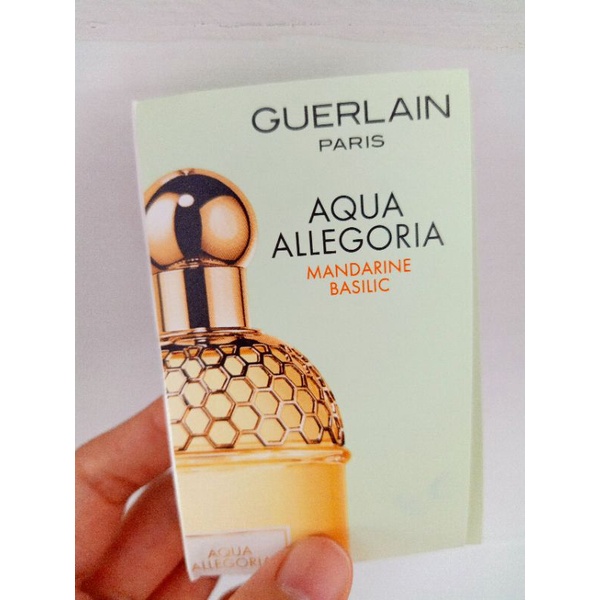 GUERLAIN
PARIS
AQUA
ALLEGORIA
MANDARINE
BASILIC
AQUA
ALLEGORIA